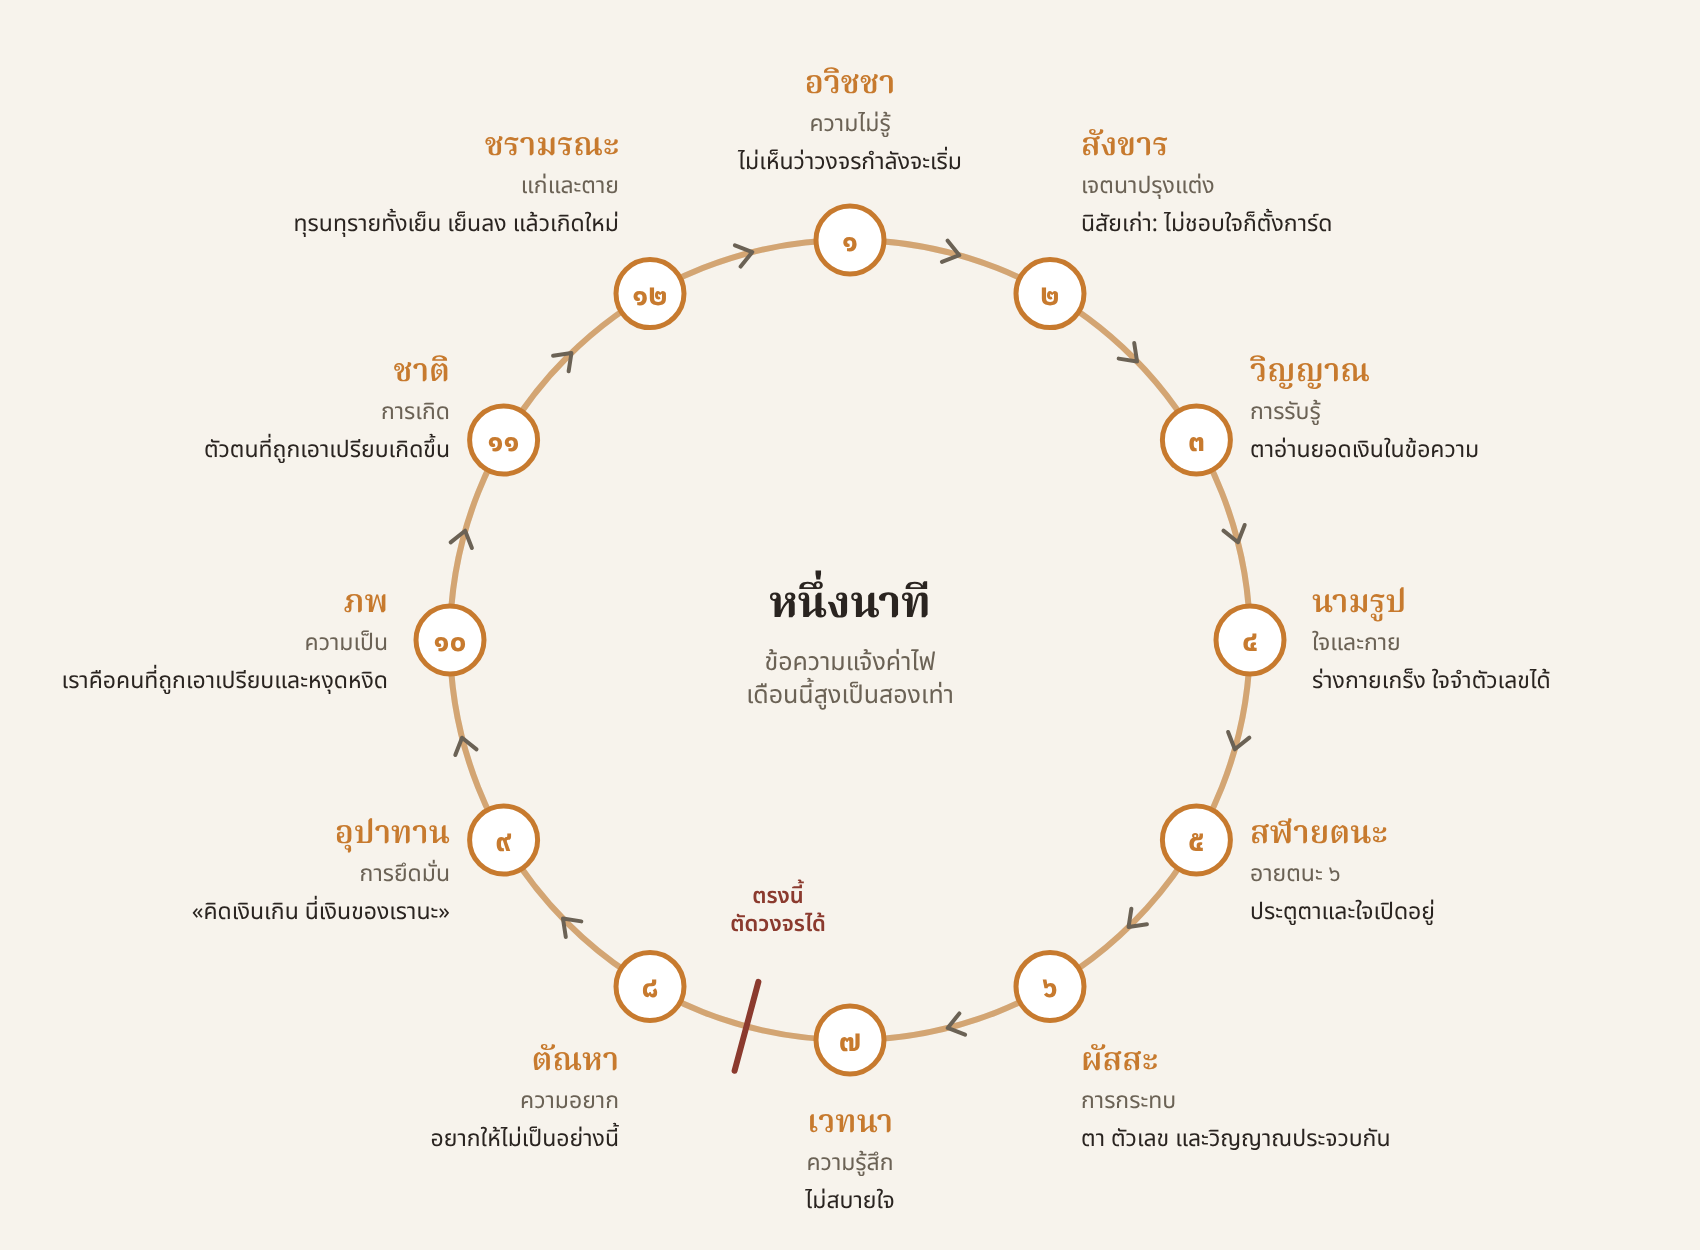 อวิชชา
ความไม่รู้
ไม่เห็นว่าวงจรกำลังจะเริ่ม
๑
สังขาร
เจตนาปรุงแต่ง
นิสัยเก่า: ไม่ชอบใจก็ตั้งการ์ด
๒
วิญญาณ
การรับรู้
ตาอ่านยอดเงินในข้อความ
๓
นามรูป
ใจและกาย
ร่างกายเกร็ง ใจจำตัวเลขได้
๔
สฬายตนะ
อายตนะ ๖
ประตูตาและใจเปิดอยู่
๕
ผัสสะ
การกระทบ
ตา ตัวเลข และวิญญาณประจวบกัน
๖
เวทนา
ความรู้สึก
ไม่สบายใจ
๗
ตรงนี้
ตัดวงจรได้
ตัณหา
ความอยาก
อยากให้ไม่เป็นอย่างนี้
๘
อุปาทาน
การยึดมั่น
«คิดเงินเกิน นี่เงินของเรานะ»
๙
ภพ
ความเป็น
เราคือคนที่ถูกเอาเปรียบและหงุดหงิด
๑๐
ชาติ
การเกิด
ตัวตนที่ถูกเอาเปรียบเกิดขึ้น
๑๑
ชรามรณะ
แก่และตาย
ทุรนทุรายทั้งเย็น เย็นลง แล้วเกิดใหม่
๑๒
หนึ่งนาที
ข้อความแจ้งค่าไฟ
เดือนนี้สูงเป็นสองเท่า